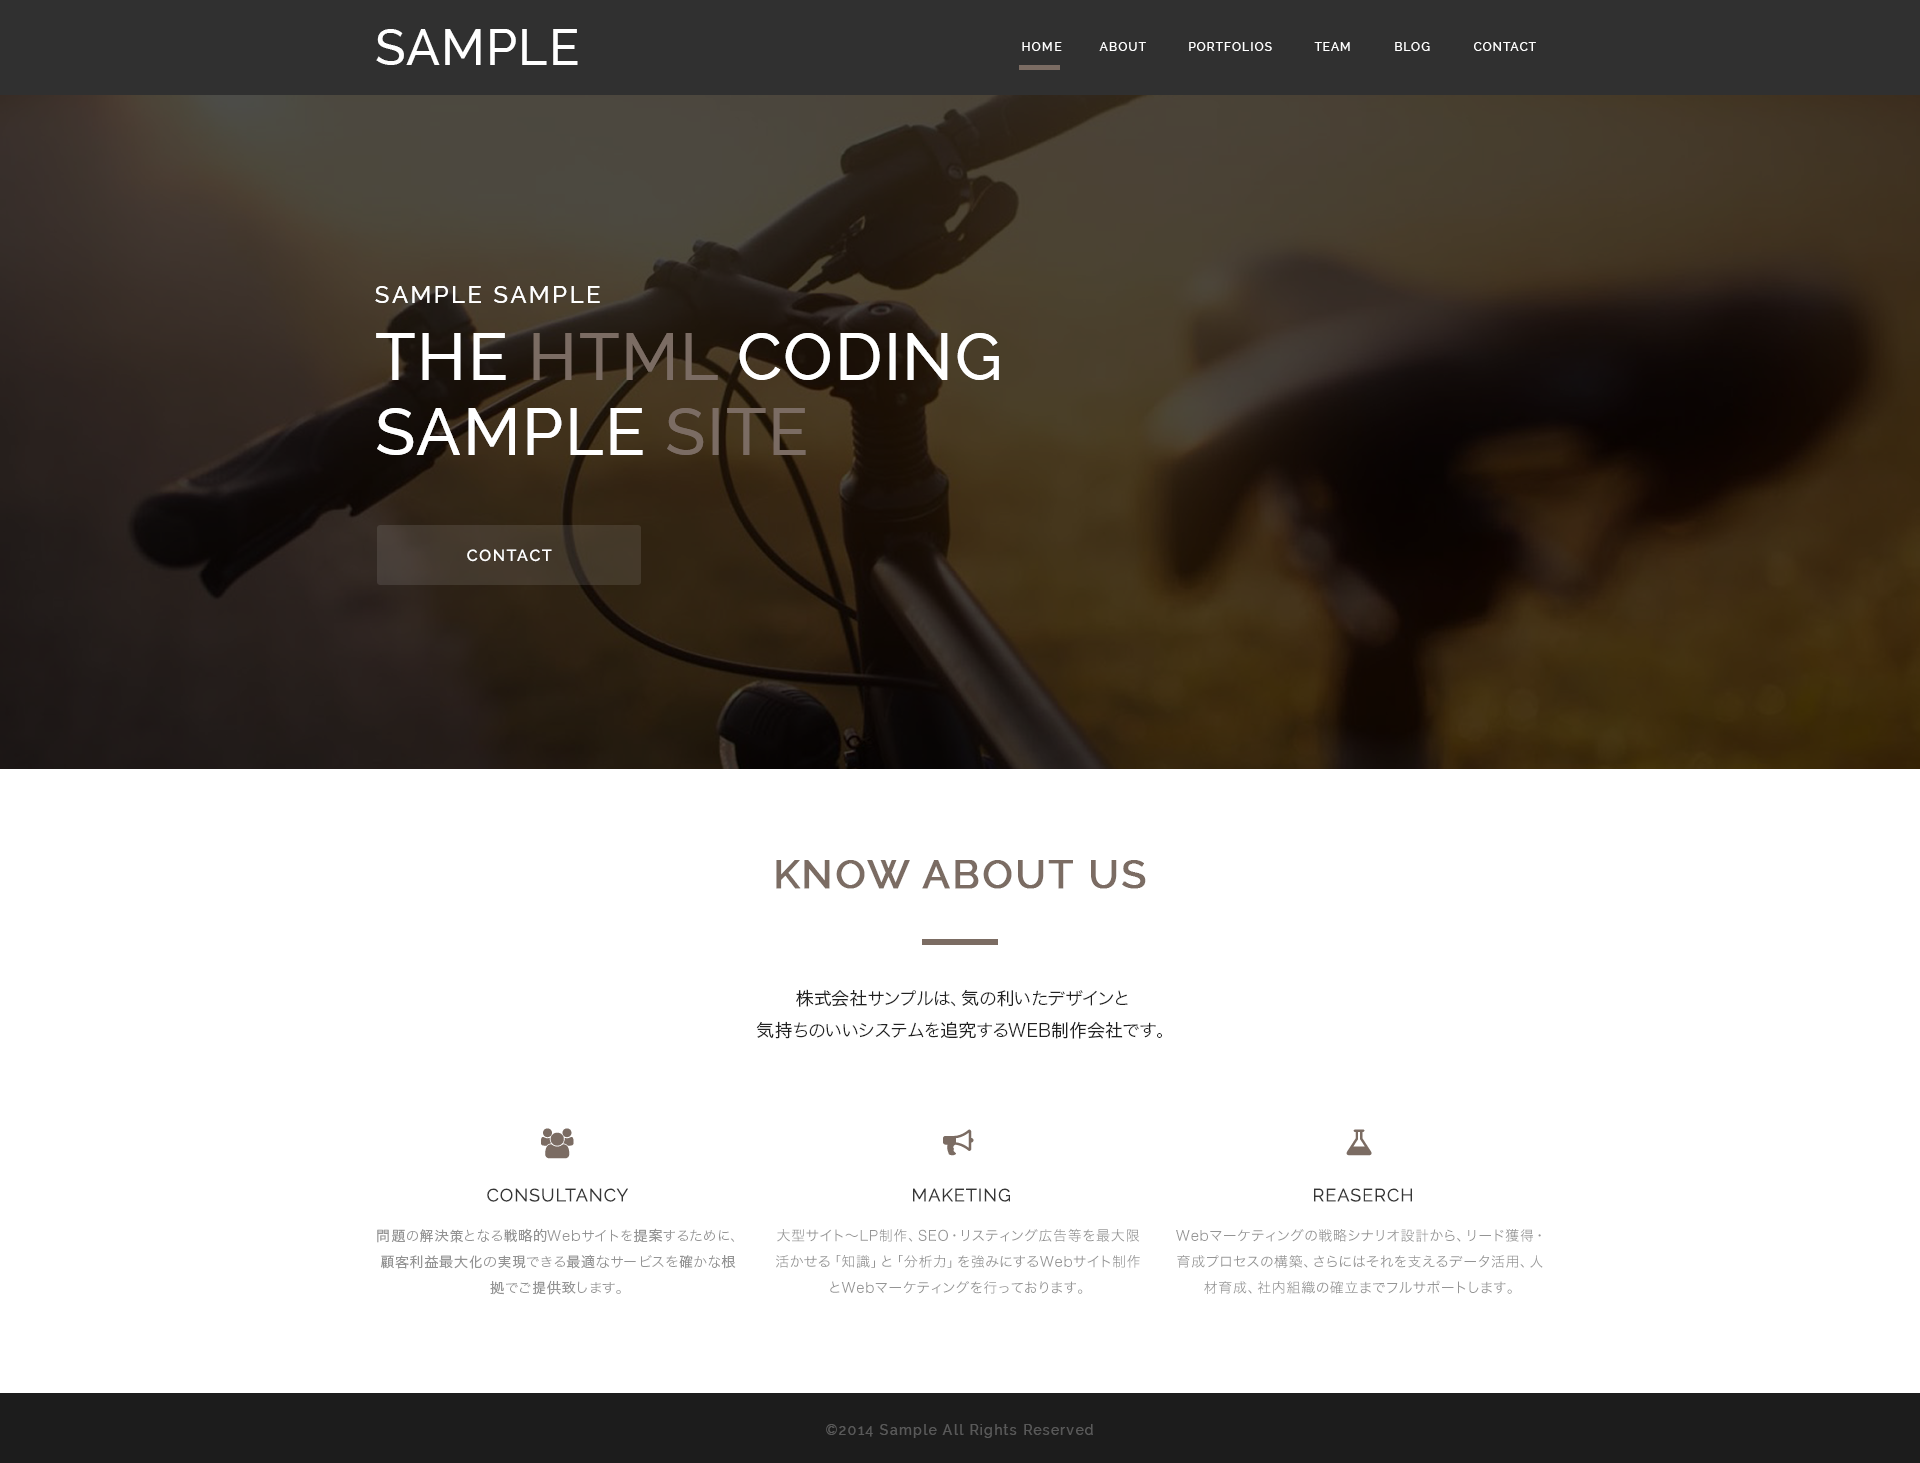 SAMPLE
HOME ABOUT PORTFOLIOS TEAM BLOG CONTACT
SAMPLE SAMPLE
THE HTML CODING
SAMPLE SITE
CONTACT
KNOW ABOUT US
株式会社サンプルは、気の利いたデザインと
気持ちのいいシステムを追究するWEB制作会社です。
CONSULTANCY
問題の解決策となる戦略的Webサイトを提案するために、
顧客利益最大化の実現できる最適なサービスを確かな根
拠でご提供致します。
MAKETING
大型サイト〜LP制作、SEO・リスティング広告等を最大限
活かせる「知識」と「分析力」を強みにするWebサイト制作
とWebマーケティングを行っております。
REASERCH
Webマーケティングの戦略シナリオ設計から、リード獲得・
育成プロセスの構築、さらにはそれを支えるデータ活用、人
材育成、社内組織の確立までフルサポートします。
©2014 Sample All Rights Reserved